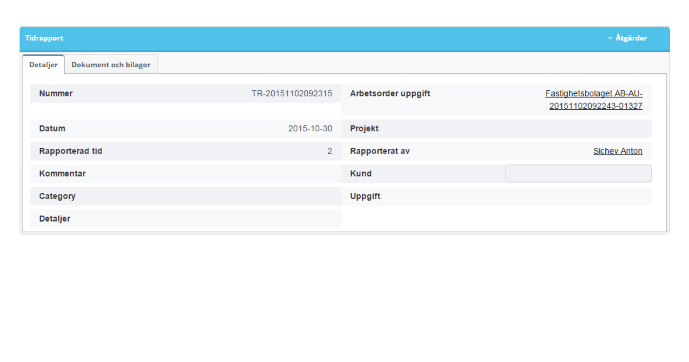 Tidrapport
Åtgärder
Detaljer
Dokument och bilagor
Nummer
TR-20151102092315
Arbetsorder uppgift
Fastighetsbolaget AB-AU-
20151102092243-01327
Datum
2015-10-30
Projekt
Rapporterad tid
2
Rapporterat av
Sichev Anton
Kommentar
Kund
Category
Uppgift
Detaljer